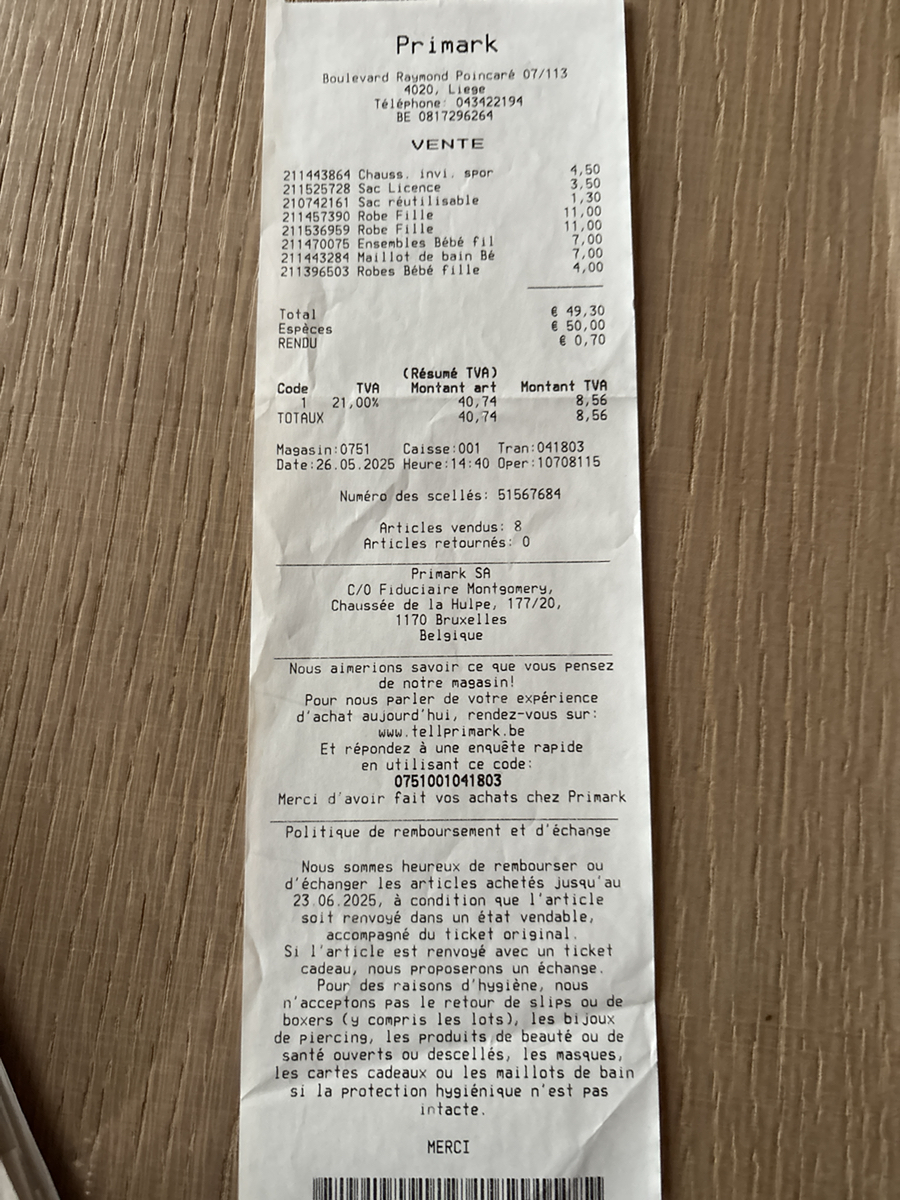 Primark
Boulevard Raymond Poincaré 07/113
4020, Liege
Téléphone: 043422194
BE 0817296264
VENTE
211443864 Chauss. invi. spor 4,50
211525728 Sac Licence 3,50
210742161 Sac réutilisable 1,30
211457390 Robe Fille 11,00
211536959 Robe Fille 11,00
211470075 Ensembles Bébé fil 7,00
211443284 Maillot de bain Bé 7,00
211396503 Robes Bébé fille 4,00
Total € 49,30
Espèces € 50,00
RENDU € 0,70
(Résumé TVA)
Code TVA Montant art Montant TVA
1 21,00% 40,74 8,56
TOTAUX 40,74 8,56
Magasin:0751 Caisse:001 Tran:041803
Date:26.05.2025 Heure:14:40 Oper:10708115
Numéro des scellés: 51567684
Articles vendus: 8
Articles retournés: 0
Primark SA
C/O Fiduciaire Montgomery,
Chaussée de la Hulpe, 177/20,
1170 Bruxelles
Belgique
Nous aimerions savoir ce que vous pensez
de notre magasin!
Pour nous parler de votre expérience
d'achat aujourd'hui, rendez-vous sur:
www.tellprimark.be
Et répondez à une enquête rapide
en utilisant ce code:
0751001041803
Merci d'avoir fait vos achats chez Primark
Politique de remboursement et d'échange
Nous sommes heureux de rembourser ou
d'échanger les articles achetés jusqu'au
23.06.2025, à condition que l'article
soit renvoyé dans un état vendable,
accompagné du ticket original.
Si l'article est renvoyé avec un ticket
cadeau, nous proposerons un échange.
Pour des raisons d'hygiène, nous
n'acceptons pas le retour de slips ou de
boxers (y compris les lots), les bijoux
de piercing, les produits de beauté ou de
santé ouverts ou descellés, les masques,
les cartes cadeaux ou les maillots de bain
si la protection hygiénique n'est pas
intacte.
MERCI